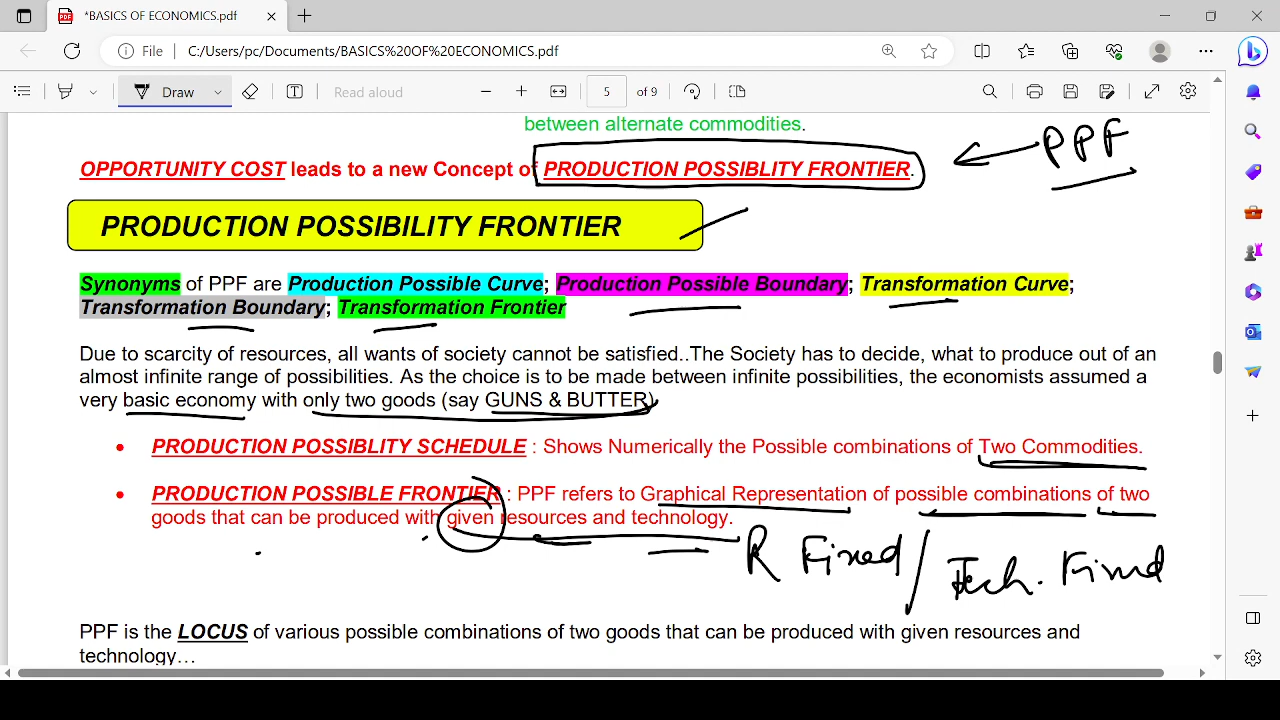 *BASICS OF ECONOMICS.pdf
File C:/Users/pc/Documents/BASICS%20OF%20ECONOMICS.pdf
Draw Read aloud 5 of 9
between alternate commodities.
PPF
OPPORTUNITY COST leads to a new Concept of PRODUCTION POSSIBLITY FRONTIER.
PRODUCTION POSSIBILITY FRONTIER
Synonyms of PPF are Production Possible Curve; Production Possible Boundary; Transformation Curve;
Transformation Boundary; Transformation Frontier
Due to scarcity of resources, all wants of society cannot be satisfied..The Society has to decide, what to produce out of an
almost infinite range of possibilities. As the choice is to be made between infinite possibilities, the economists assumed a
very basic economy with only two goods (say GUNS & BUTTER)
• PRODUCTION POSSIBLITY SCHEDULE : Shows Numerically the Possible combinations of Two Commodities.
• PRODUCTION POSSIBLE FRONTIER : PPF refers to Graphical Representation of possible combinations of two
goods that can be produced with given resources and technology.
R Fixed / Tech. Fixed
PPF is the LOCUS of various possible combinations of two goods that can be produced with given resources and
technology…